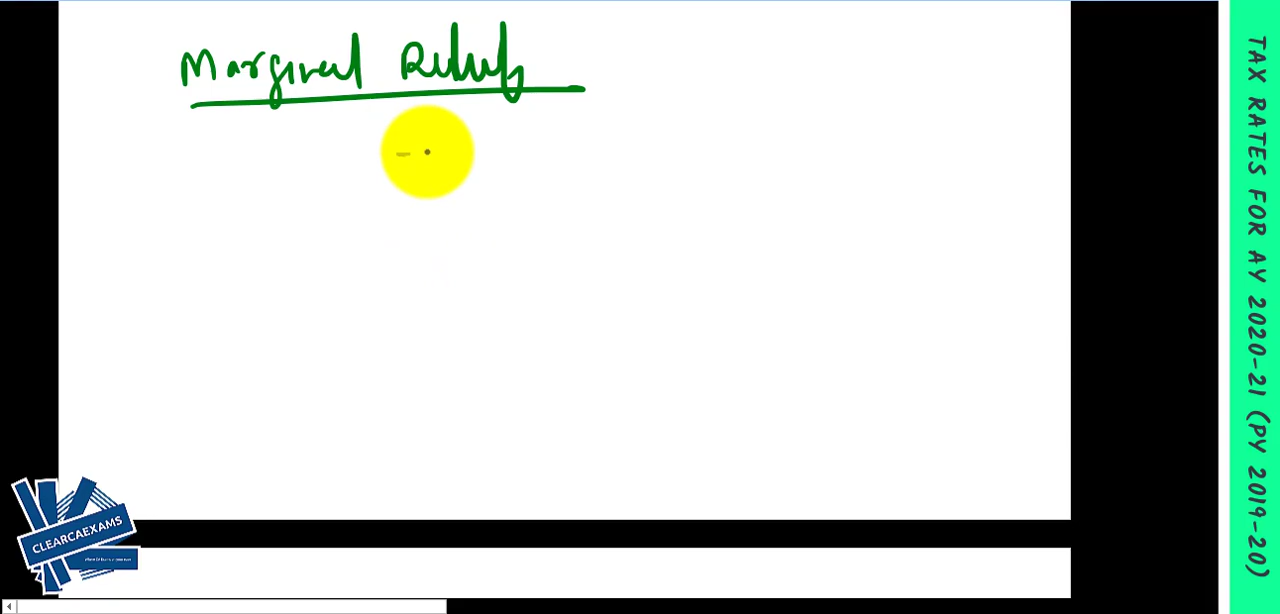 Marginal Relief
TAX RATES FOR AY 2020-21 (PY 2019-20)
CLEARCAEXAMS